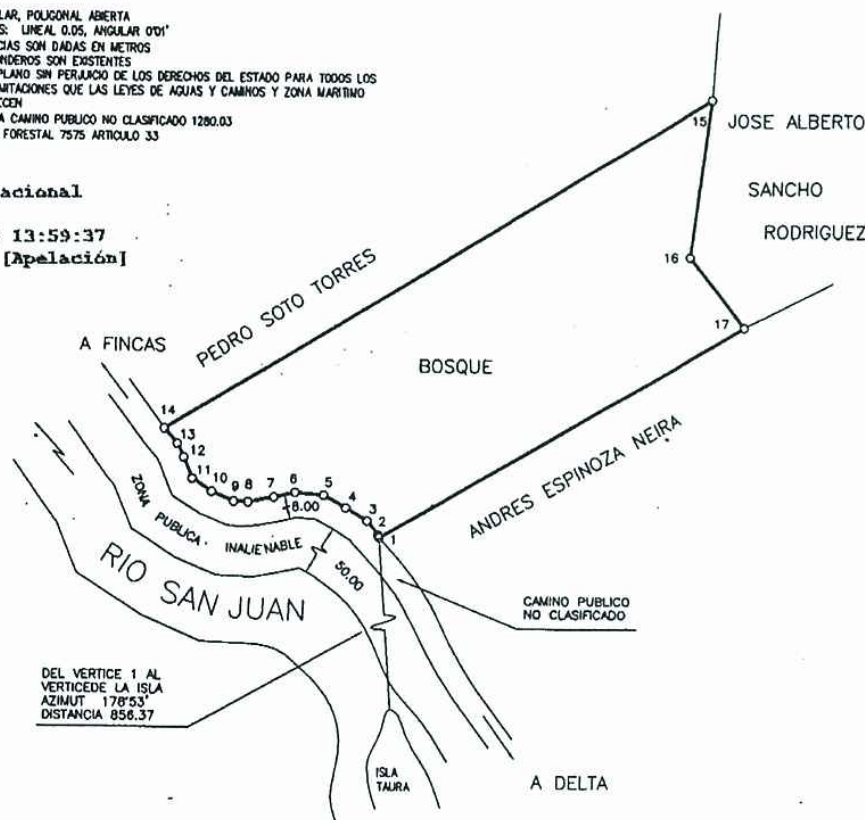 LAR, POLIGONAL ABIERTA
S: LINEAL 0.05, ANGULAR 0°01'
CIAS SON DADAS EN METROS
NDEROS SON EXISTENTES
PLANO SIN PERJUICIO DE LOS DERECHOS DEL ESTADO PARA TODOS LOS
MITACIONES QUE LAS LEYES DE AGUAS Y CAMINOS Y ZONA MARITIMO
ECEN
A CAMINO PUBLICO NO CLASIFICADO 1280.03
FORESTAL 7575 ARTICULO 33
acional
13:59:37
[Apelación]
15
JOSE ALBERTO
SANCHO
RODRIGUEZ
16
17
PEDRO SOTO TORRES
A FINCAS
BOSQUE
14
13
12
11
10
9
8
7
6
5
4
3
2
1
8.00
ANDRES ESPINOZA NEIRA
ZONA PUBLICA INALIENABLE
50.00
RIO SAN JUAN
CAMINO PUBLICO
NO CLASIFICADO
DEL VERTICE 1 AL
VERTICEDE LA ISLA
AZIMUT 178°53'
DISTANCIA 856.37
ISLA
TAURA
A DELTA